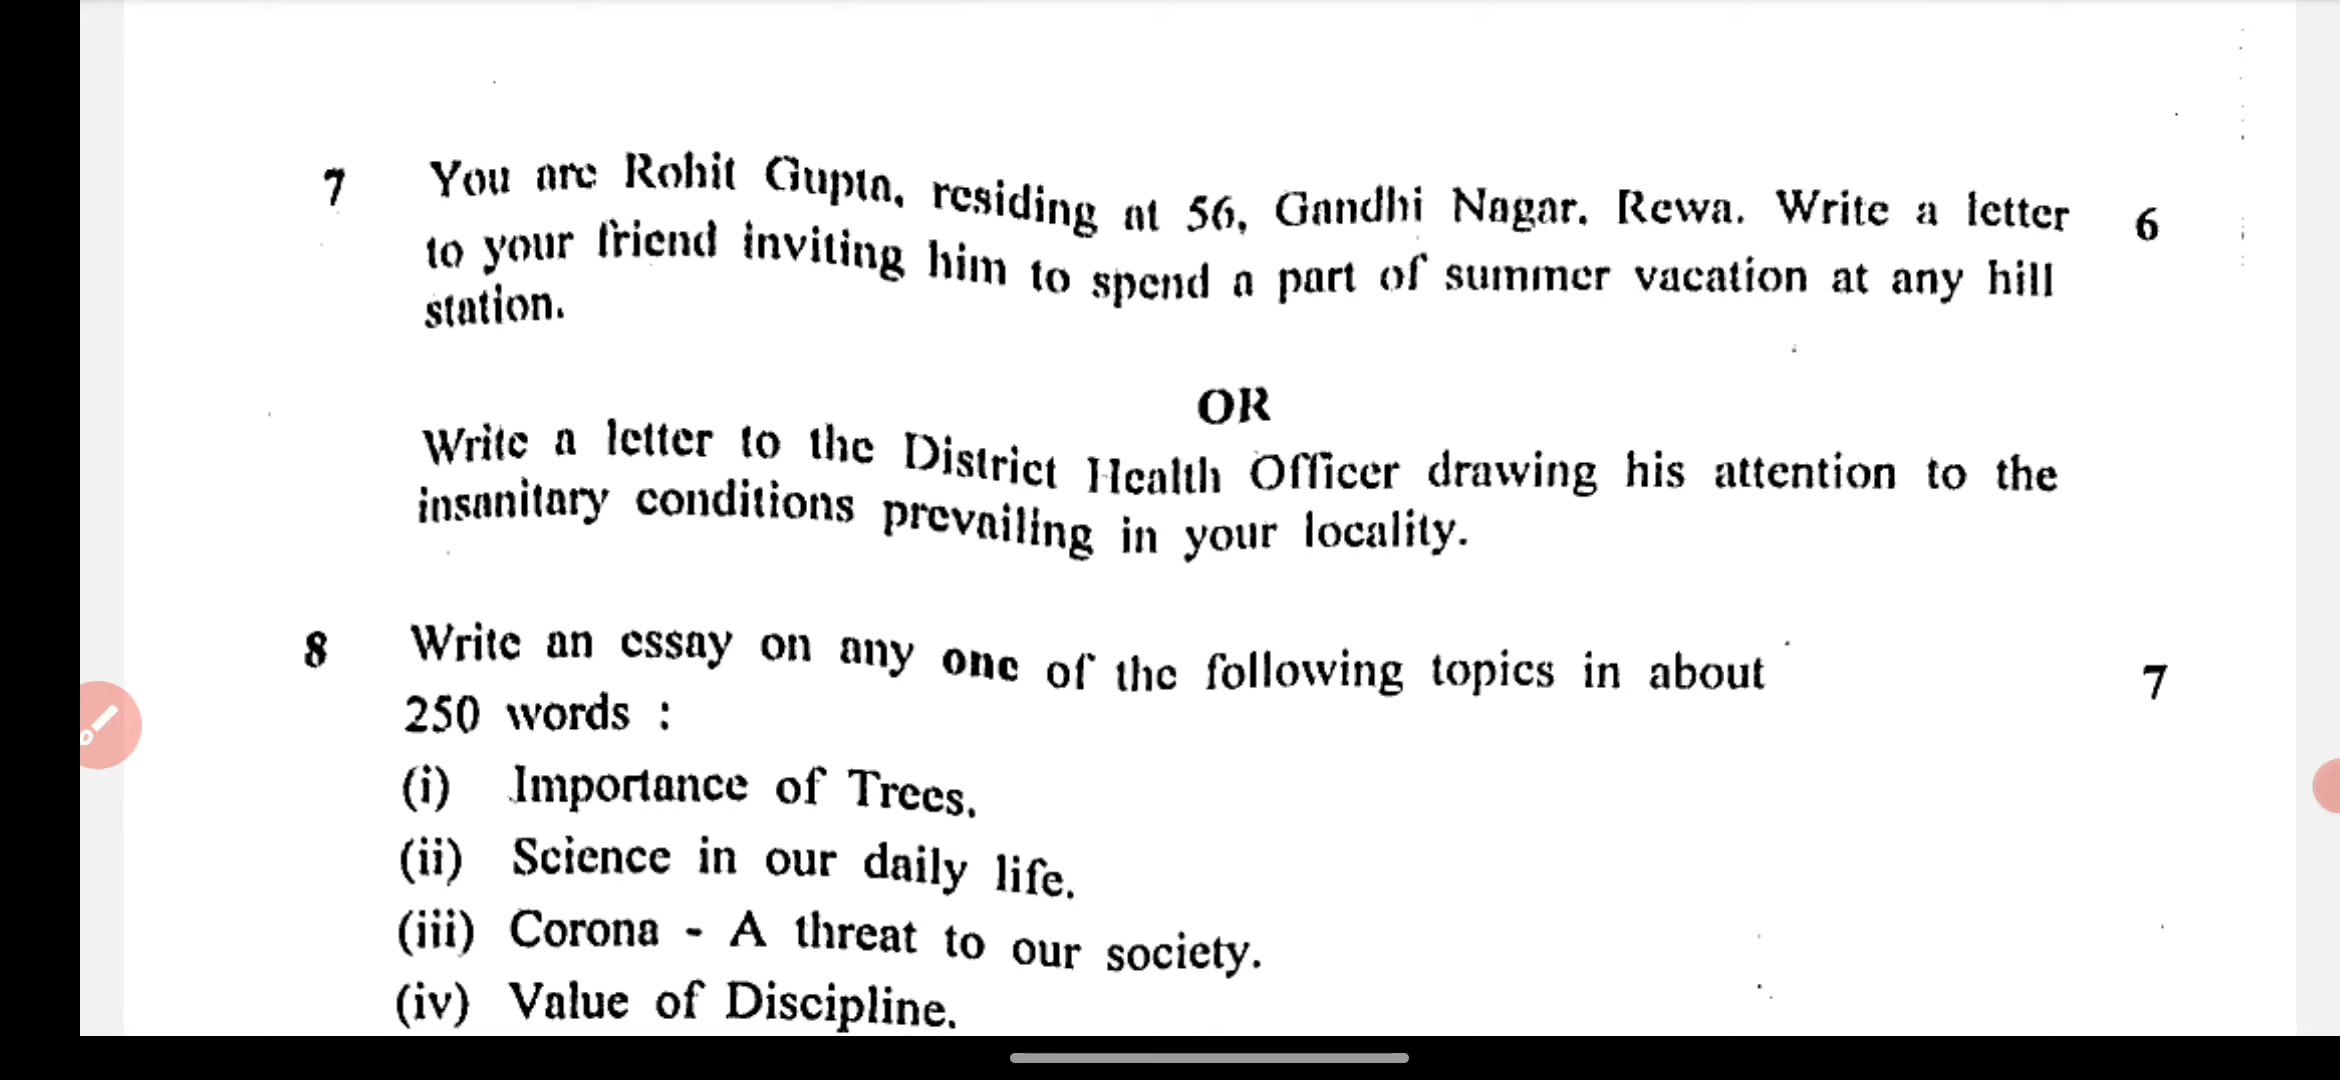 7 You are Rohit Gupta, residing at 56, Gandhi Nagar, Rewa. Write a letter 6
to your friend inviting him to spend a part of summer vacation at any hill
station.
OR
Write a letter to the District Health Officer drawing his attention to the
insanitary conditions prevailing in your locality.
8 Write an essay on any one of the following topics in about 7
250 words :
(i) Importance of Trees.
(ii) Science in our daily life.
(iii) Corona - A threat to our society.
(iv) Value of Discipline.